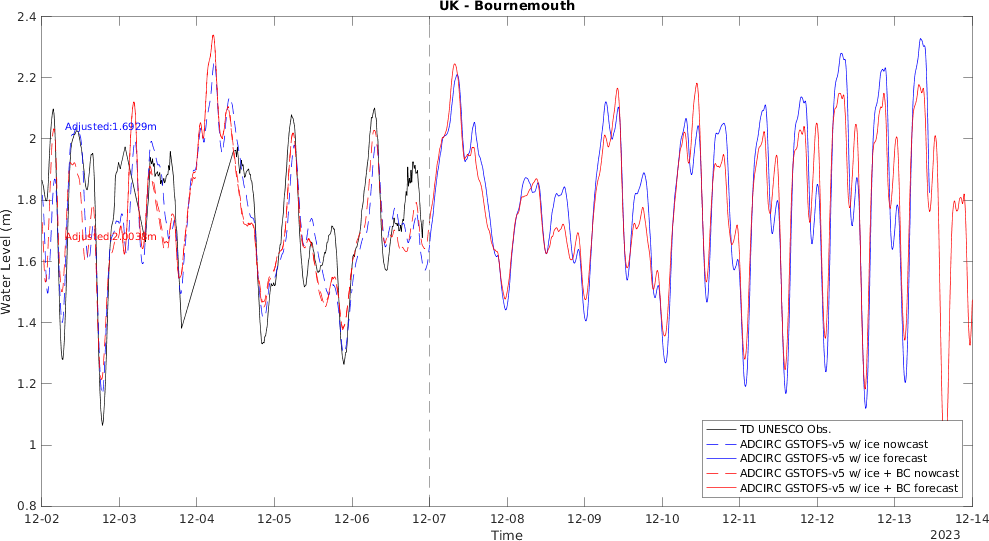 UK - Bournemouth
2.4
2.2
2
1.8
1.6
1.4
1.2
1
0.8
Water Level (m)
Adjusted:1.6929m
Adjusted:2.0038m
TD UNESCO Obs.
ADCIRC GSTOFS-v5 w/ ice nowcast
ADCIRC GSTOFS-v5 w/ ice forecast
ADCIRC GSTOFS-v5 w/ ice + BC nowcast
ADCIRC GSTOFS-v5 w/ ice + BC forecast
12-02 12-03 12-04 12-05 12-06 12-07 12-08 12-09 12-10 12-11 12-12 12-13 12-14
Time
2023